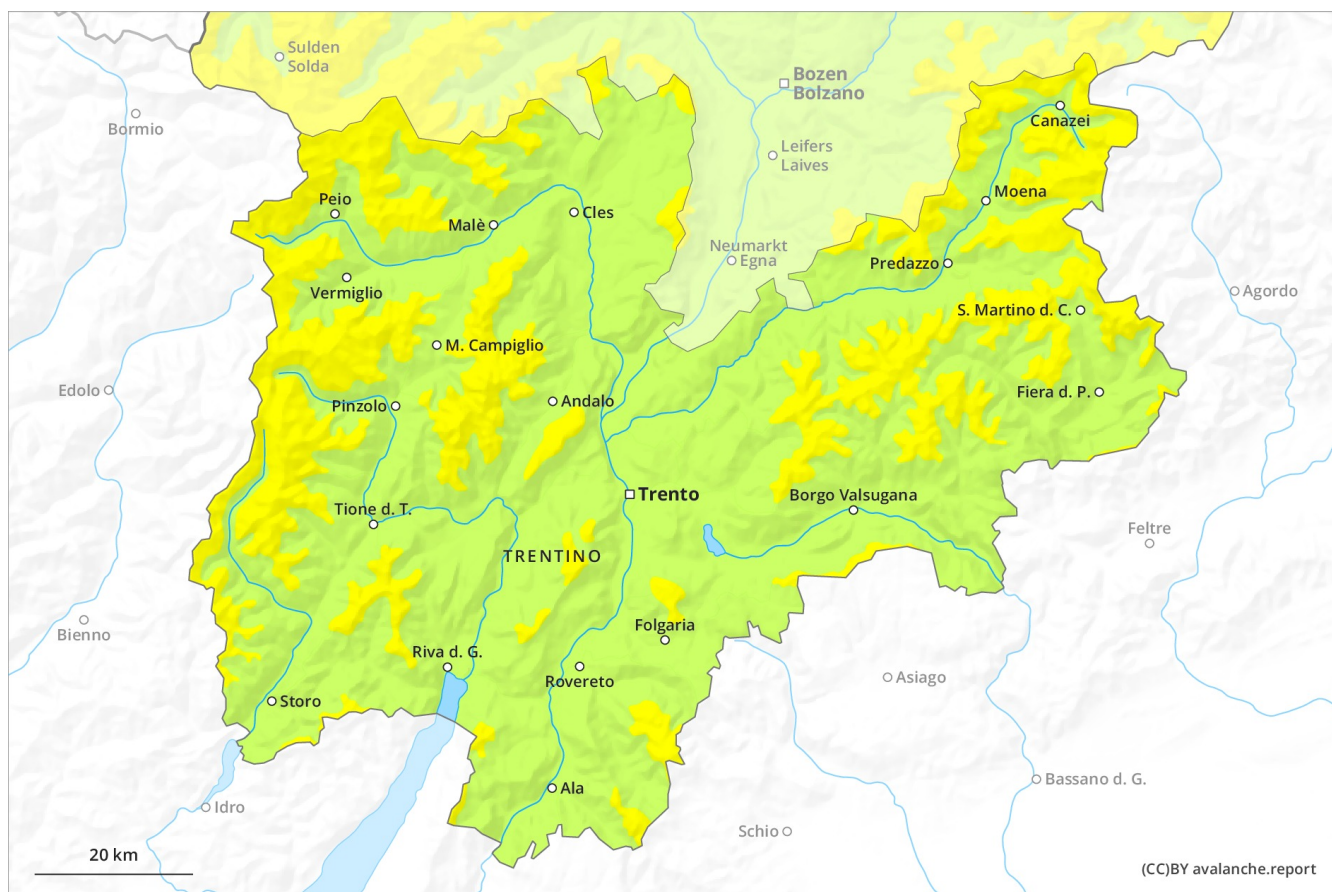 Sulden
Solda
Bozen
Bolzano
Bormio
Canazei
Leifers
Laives
Moena
Peio
Malè
Cles
Neumarkt
Egna
Predazzo
Vermiglio
Agordo
S. Martino d. C.
M. Campiglio
Edolo
Andalo
Fiera d. P.
Pinzolo
Trento
Borgo Valsugana
Tione d. T.
Feltre
TRENTINO
Bienno
Folgaria
Riva d. G.
Rovereto
Asiago
Storo
Bassano d. G.
Ala
Idro
Schio
20 km
(CC)BY avalanche.report